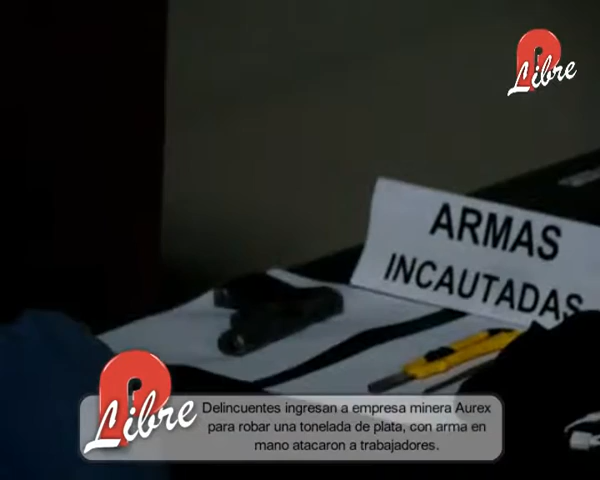 P
Libre
ARMAS
INCAUTADAS
P
Libre
Delincuentes ingresan a empresa minera Aurex
para robar una tonelada de plata, con arma en
mano atacaron a trabajadores.